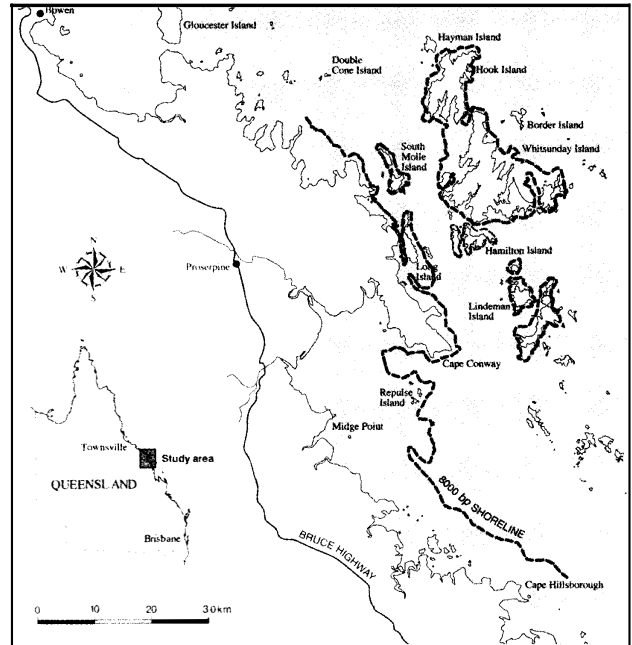 Bowen
Gloucester Island
Hayman Island
Double
Cone Island
Hook Island
Border Island
South
Molle
Island
Whitsunday Island
N
W E
S
Proserpine
Hamilton Island
Long
Island
Lindeman
Island
Cape Conway
Repulse
Island
Midge Point
Townsville
Study area
QUEENSLAND
8000 bp SHORELINE
Brisbane
BRUCE HIGHWAY
Cape Hillsborough
0 10 20 30km